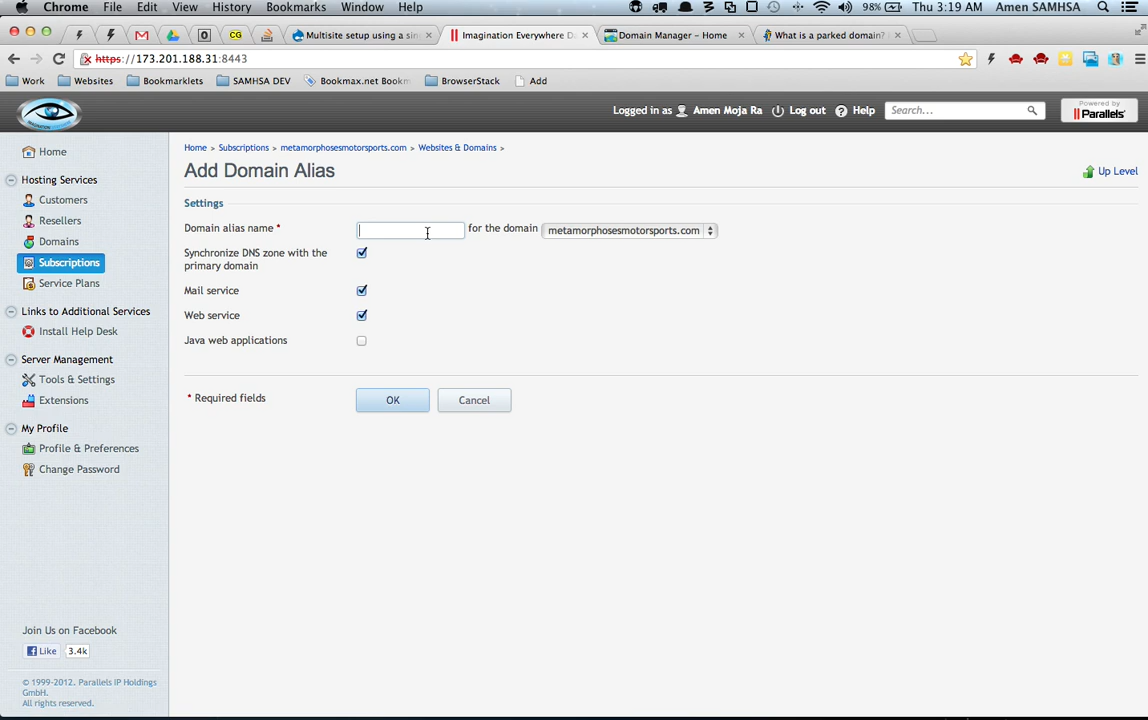 Chrome File Edit View History Bookmarks Window Help 98% Thu 3:19 AM Amen SAMHSA
Multisite setup using a sin Imagination Everywhere Da Domain Manager – Home What is a parked domain?
https://173.201.188.31:8443
Work Websites Bookmarklets SAMHSA DEV Bookmax.net Bookm BrowserStack Add
Logged in as Amen Moja Ra Log out Help Search... Powered by
Parallels
Home
Hosting Services
Customers
Resellers
Domains
Subscriptions
Service Plans
Links to Additional Services
Install Help Desk
Server Management
Tools & Settings
Extensions
My Profile
Profile & Preferences
Change Password
Join Us on Facebook
Like 3.4k
© 1999-2012. Parallels IP Holdings
GmbH.
All rights reserved.
Home > Subscriptions > metamorphosesmotorsports.com > Websites & Domains >
Add Domain Alias
Up Level
Settings
Domain alias name * for the domain metamorphosesmotorsports.com
Synchronize DNS zone with the
primary domain
Mail service
Web service
Java web applications
* Required fields OK Cancel